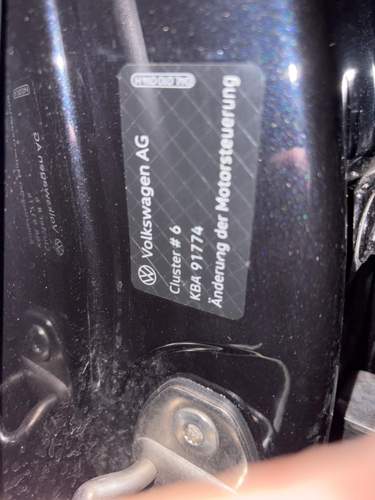 Volkswagen AG
Cluster # 6
KBA 91774
Änderung der Motorsteuerung